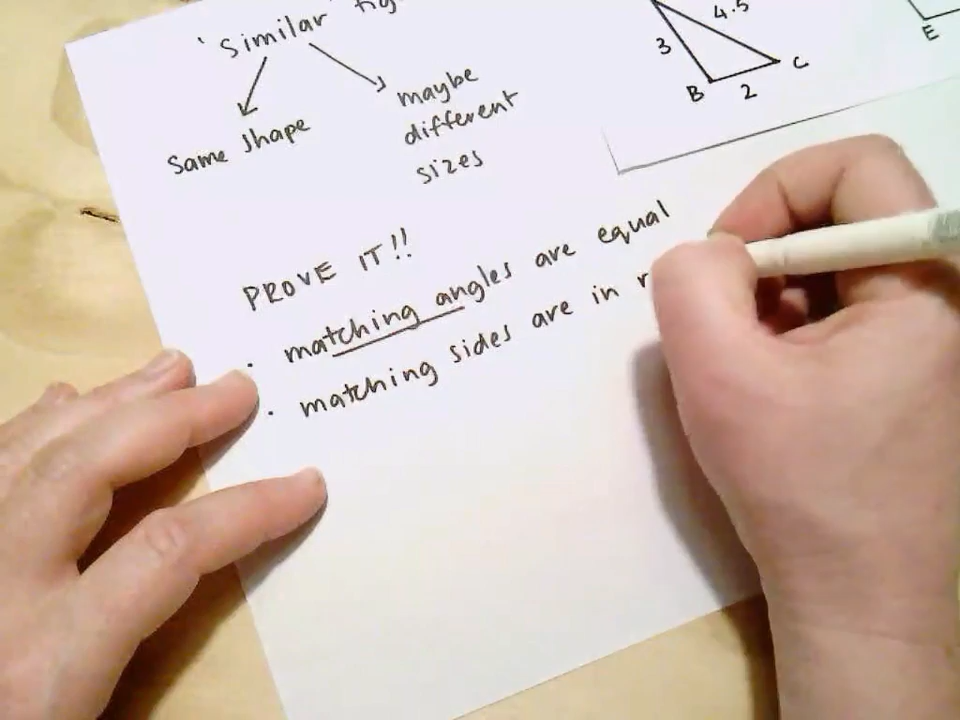 'Similar'
Same shape
maybe
different
sizes
4.5
3
B
2
C
E
PROVE IT!!
· matching angles are equal
· matching sides are in